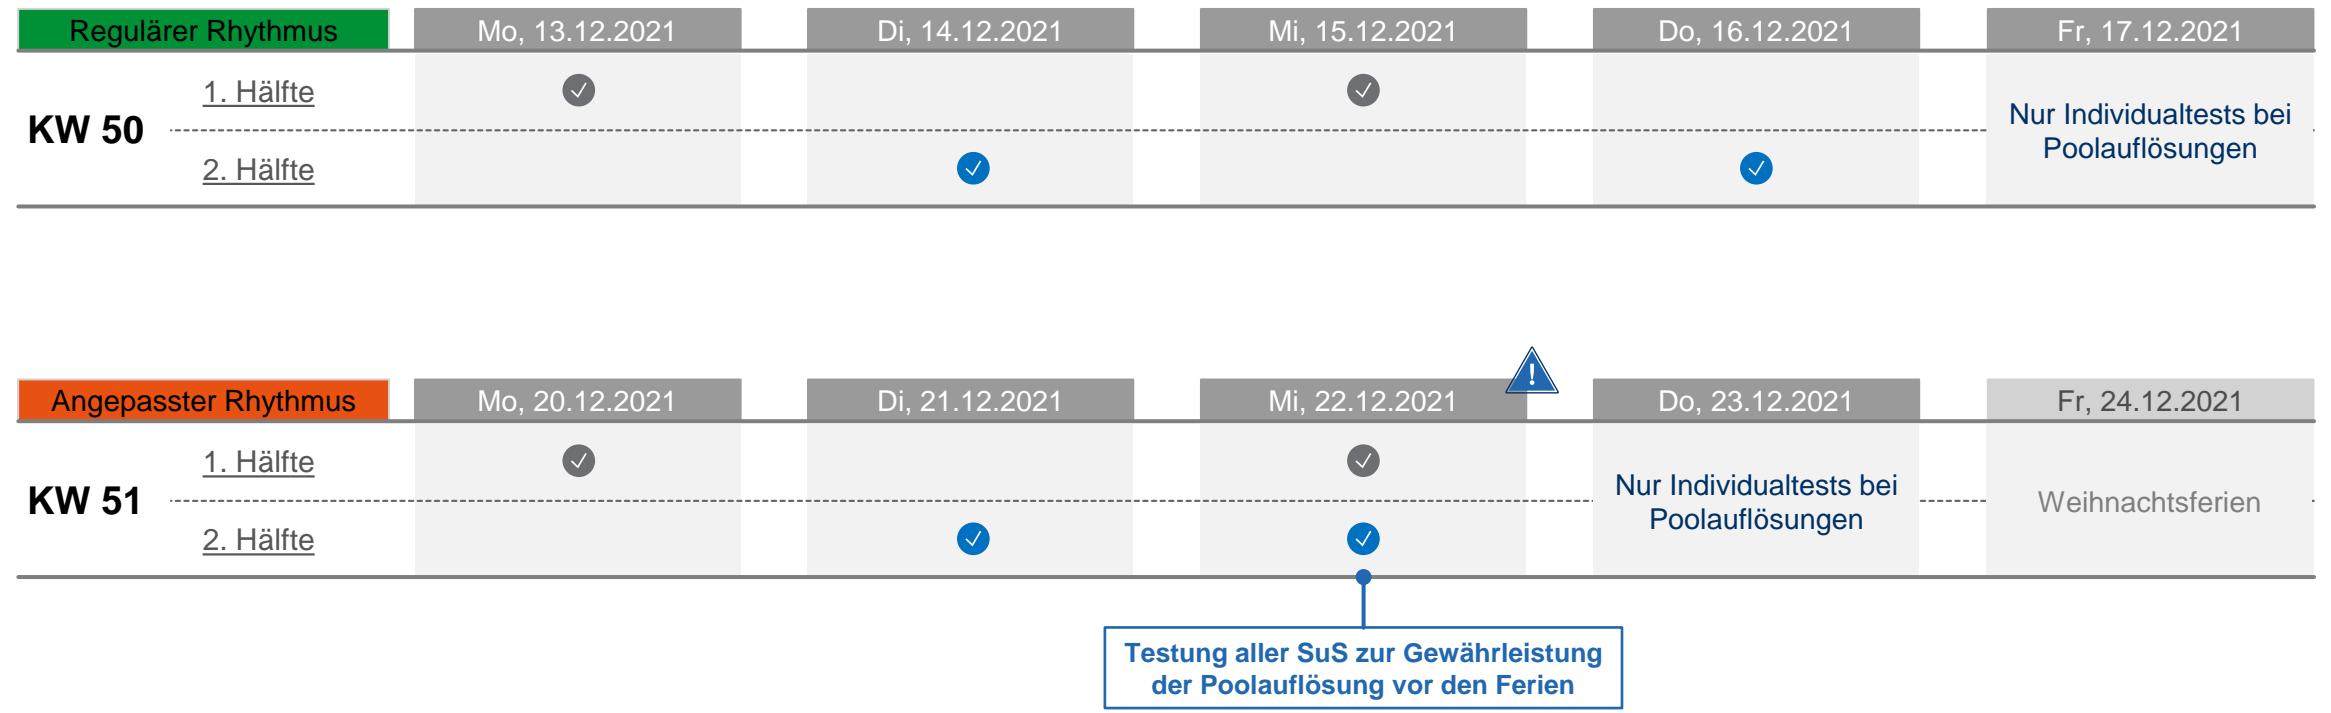 Regulärer Rhythmus
Mo, 13.12.2021
Di, 14.12.2021
Mi, 15.12.2021
Do, 16.12.2021
Fr, 17.12.2021
KW 50
1. Hälfte
2. Hälfte
Nur Individualtests bei
Poolauflösungen
Angepasster Rhythmus
Mo, 20.12.2021
Di, 21.12.2021
Mi, 22.12.2021
!
Do, 23.12.2021
Fr, 24.12.2021
KW 51
1. Hälfte
2. Hälfte
Nur Individualtests bei
Poolauflösungen
Weihnachtsferien
Testung aller SuS zur Gewährleistung
der Poolauflösung vor den Ferien